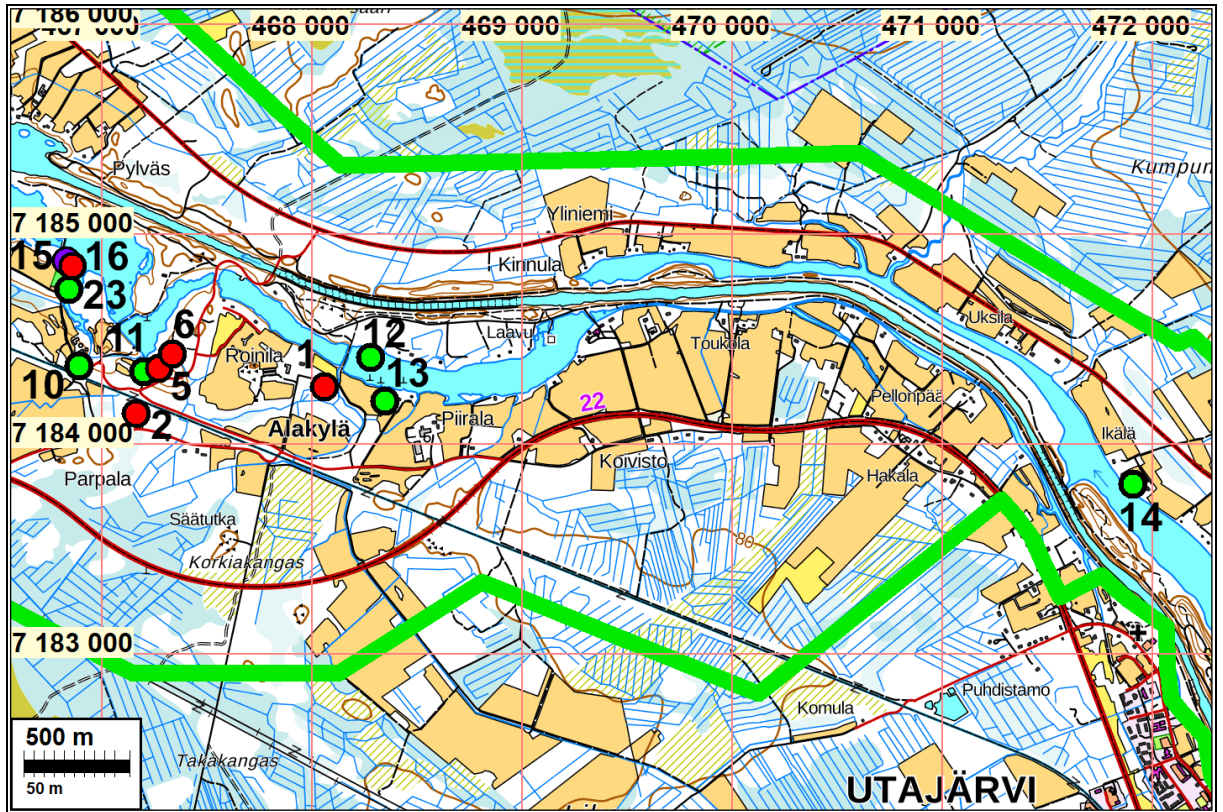 7 186 000
467 000
468 000
469 000
470 000
471 000
472 000
Pylväs
Kumpun
Yliniemi
7 185 000
15
16
Kirinula
23
Uksila
6
12
Laavu
11
Toukola
Roinila
1
13
10
5
Pellonpää
22
2
Alakylä
Piirala
7 184 000
Ikälä
Koivisto
Parpala
Hakala
14
Säätutka
80
Korkiakangas
7 183 000
Puhdistamo
Komula
500 m
Takakangas
50 m
UTAJÄRVI